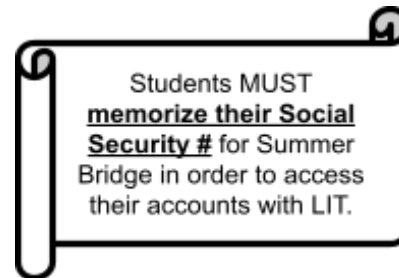 Students MUST
memorize their Social
Security # for Summer
Bridge in order to access
their accounts with LIT.